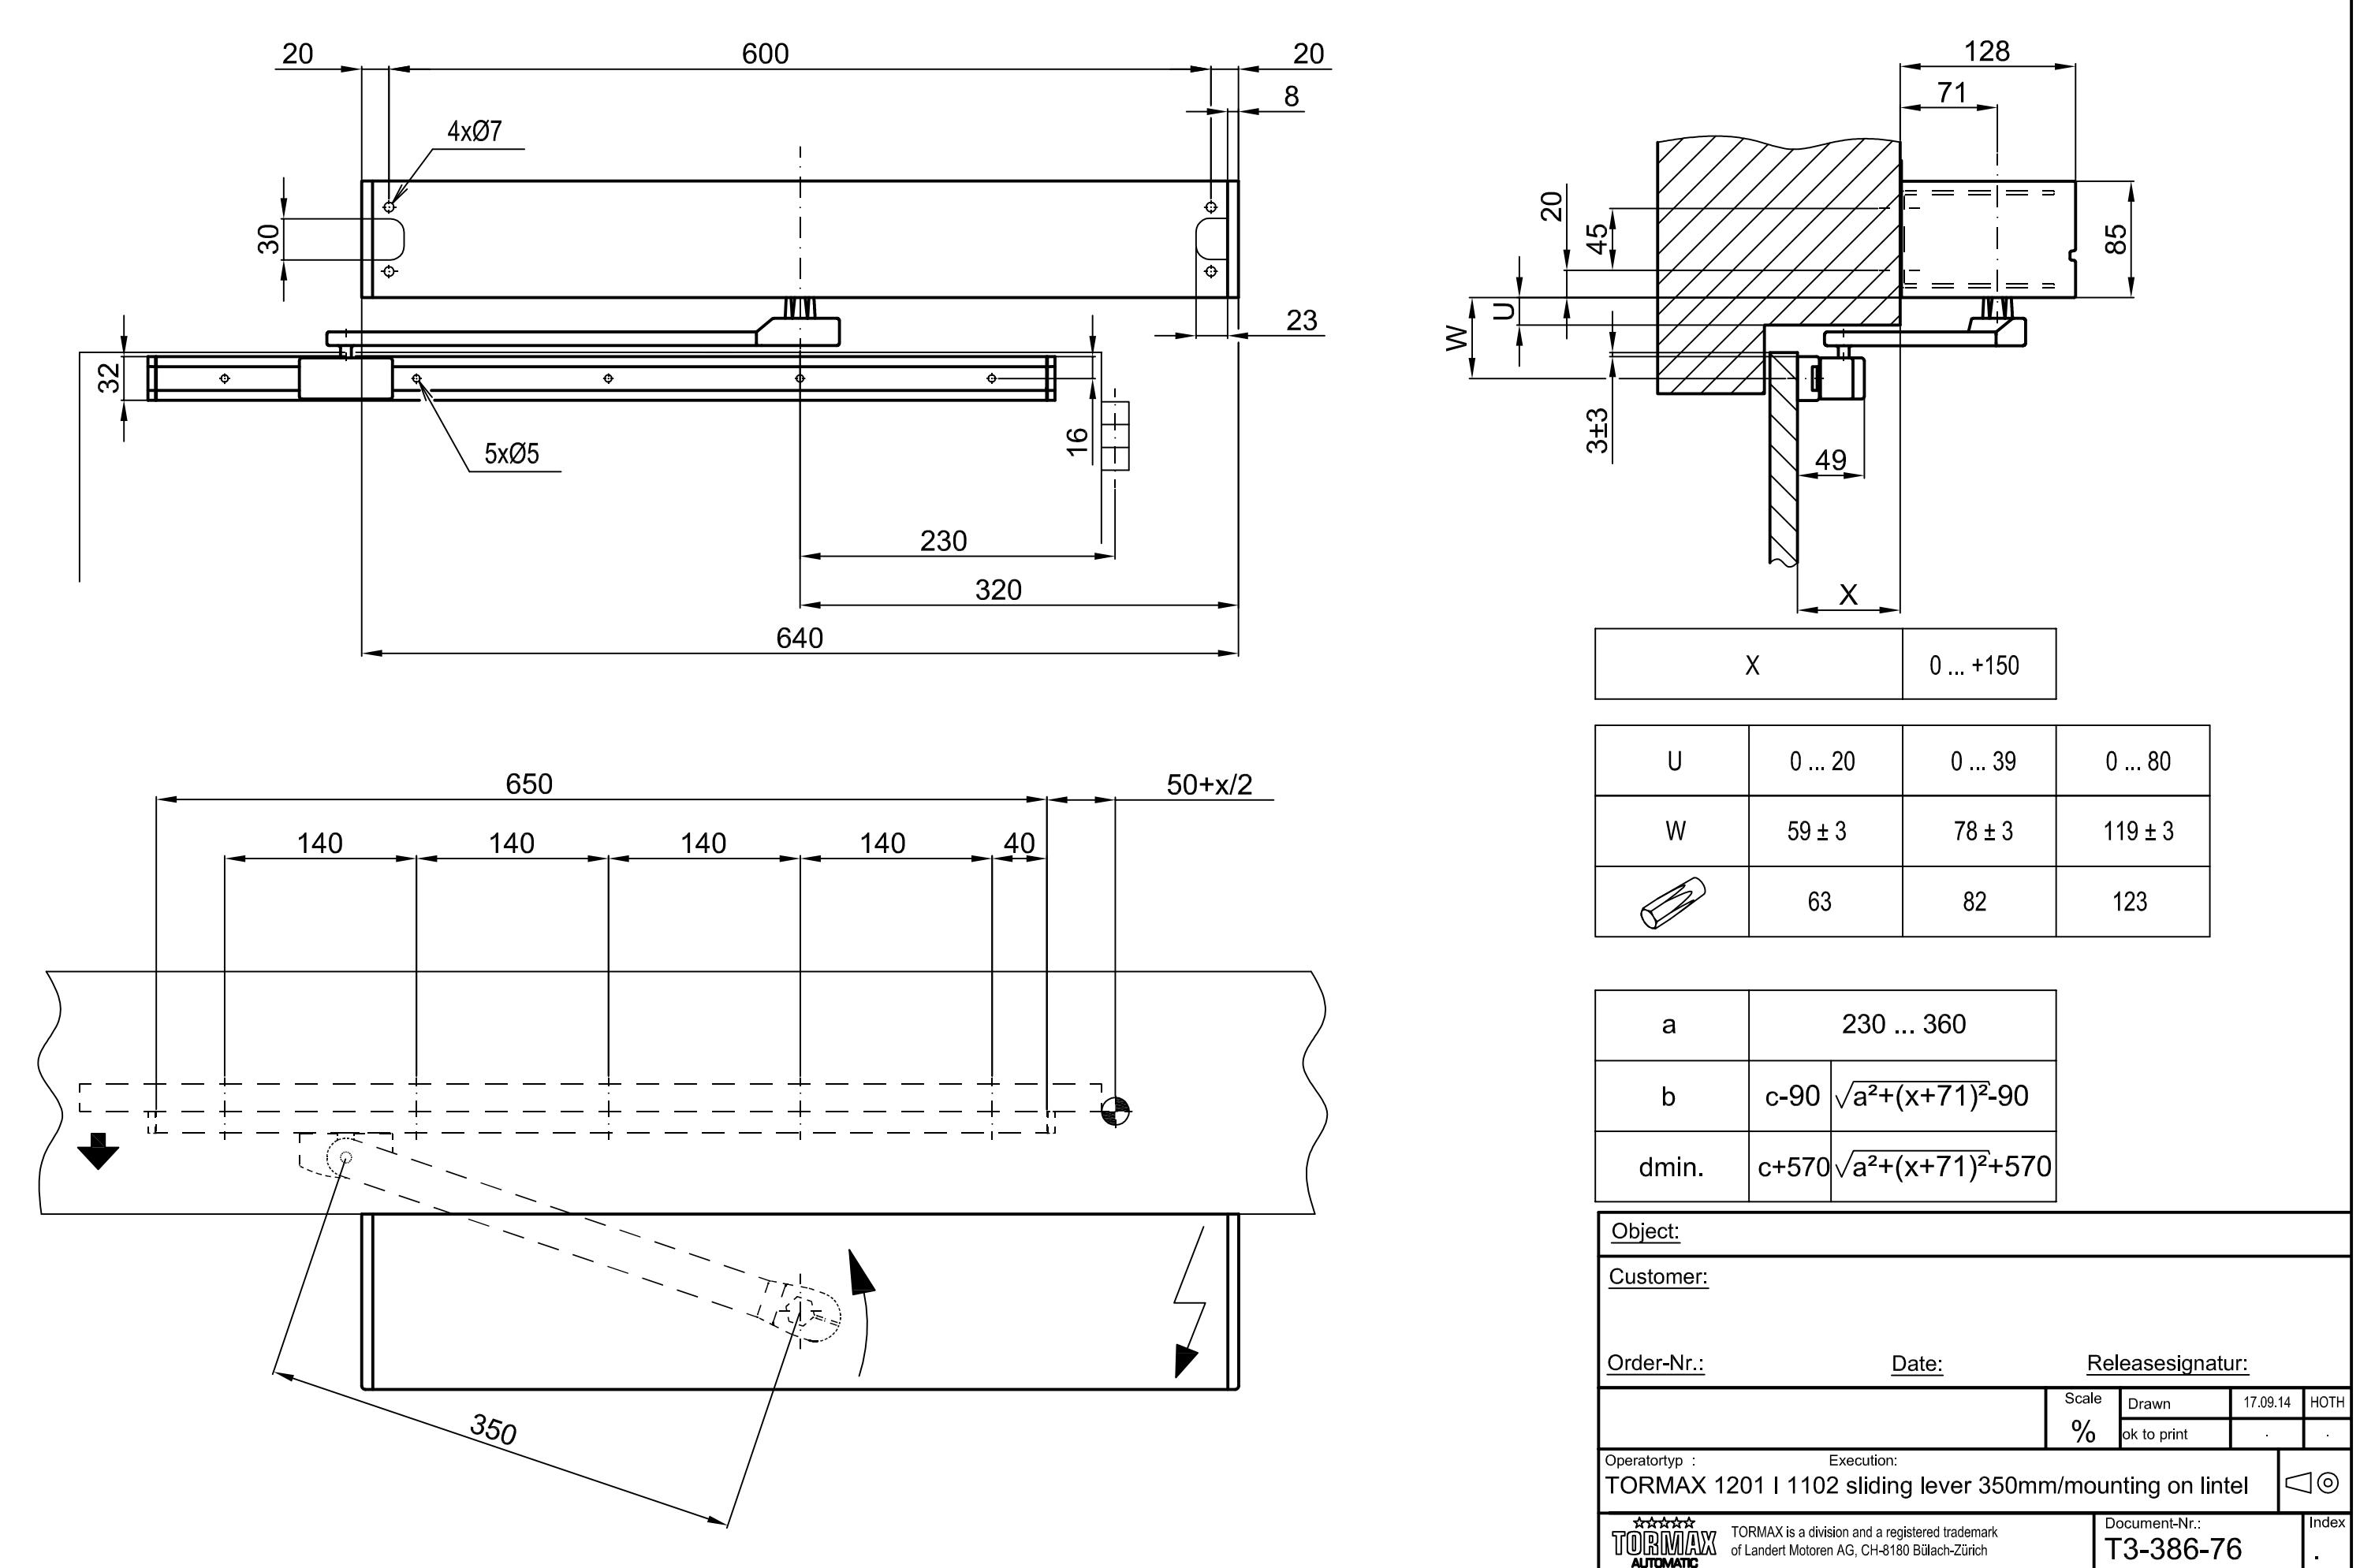 20 600 20
8
4xØ7
30
23
32
5xØ5
16
230
320
640
128
71
20
45
85
U
W
3±3
49
X
X 0 ... +150
U 0 ... 20 0 ... 39 0 ... 80
W 59 ± 3 78 ± 3 119 ± 3
63 82 123
650 50+x/2
140 140 140 140 40
350
a 230 ... 360
b c-90 √a²+(x+71)²-90
dmin. c+570 √a²+(x+71)²+570
Object:
Customer:
Order-Nr.: Date: Releasesignatur:
Scale Drawn 17.09.14 HOTH
% ok to print . .
Operatortyp : Execution:
TORMAX 1201 I 1102 sliding lever 350mm/mounting on lintel
TORMAX AUTOMATIC
TORMAX is a division and a registered trademark
of Landert Motoren AG, CH-8180 Bülach-Zürich
Document-Nr.: Index
T3-386-76 .